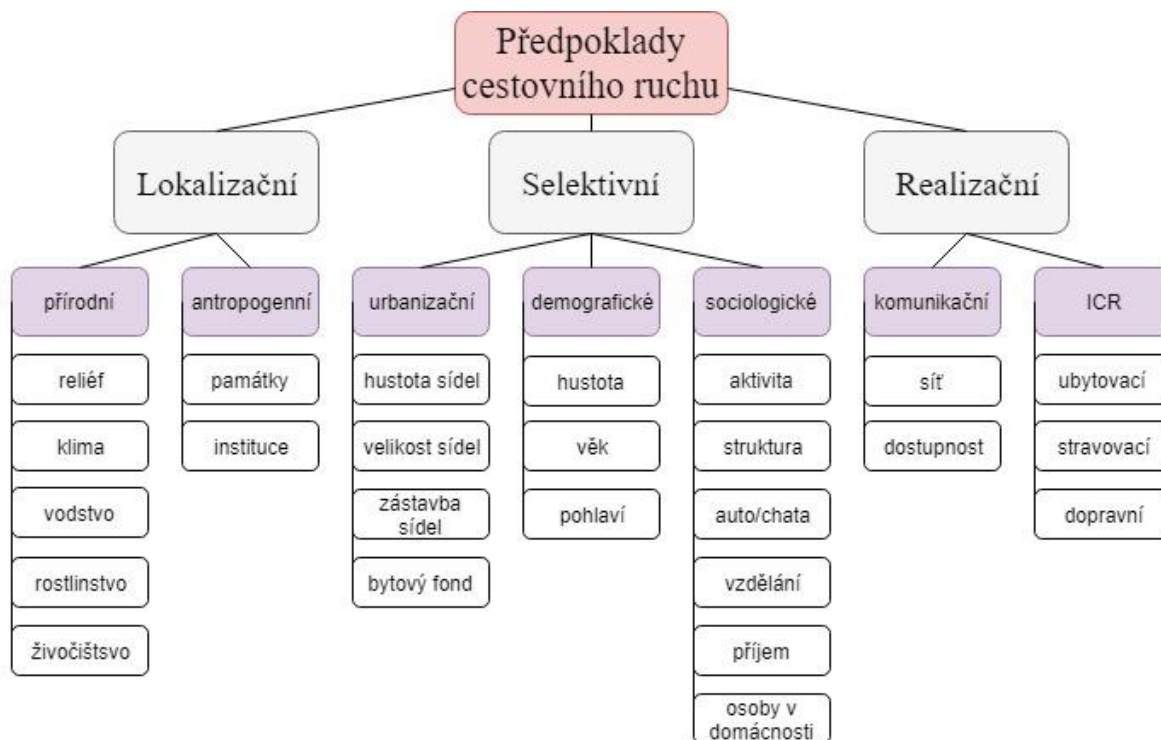 Předpoklady
cestovního ruchu
Lokalizační
Selektivní
Realizační
přírodní
antropogenní
urbanizační
demografické
sociologické
komunikační
ICR
reliéf
památky
hustota sídel
hustota
aktivita
síť
ubytovací
klima
instituce
velikost sídel
věk
struktura
dostupnost
stravovací
vodstvo
zástavba
sídel
pohlaví
auto/chata
dopravní
rostlinstvo
bytový fond
vzdělání
živočištsvo
příjem
osoby v
domácnosti